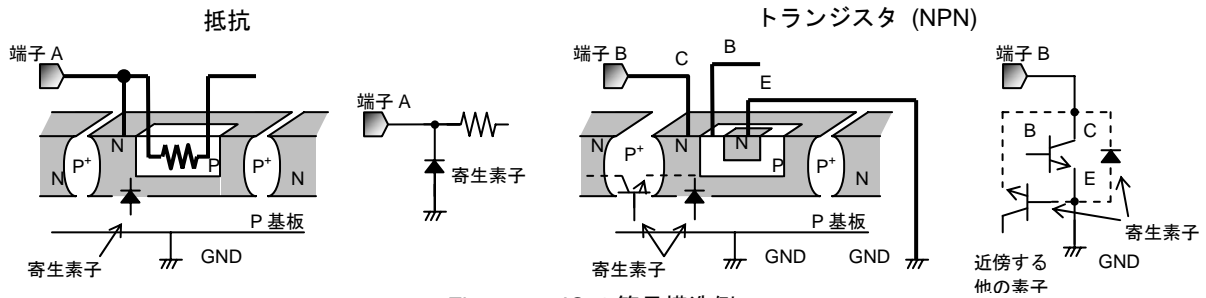 抵抗
トランジスタ (NPN)
端子 A
N
P+
N
P
P+
N
P 基板
寄生素子
GND
端子 A
寄生素子
端子 B
C
B
E
N
P+
N
N
P
P+
N
P 基板
寄生素子
GND
GND
端子 B
B
C
E
寄生素子
GND
近傍する
他の素子